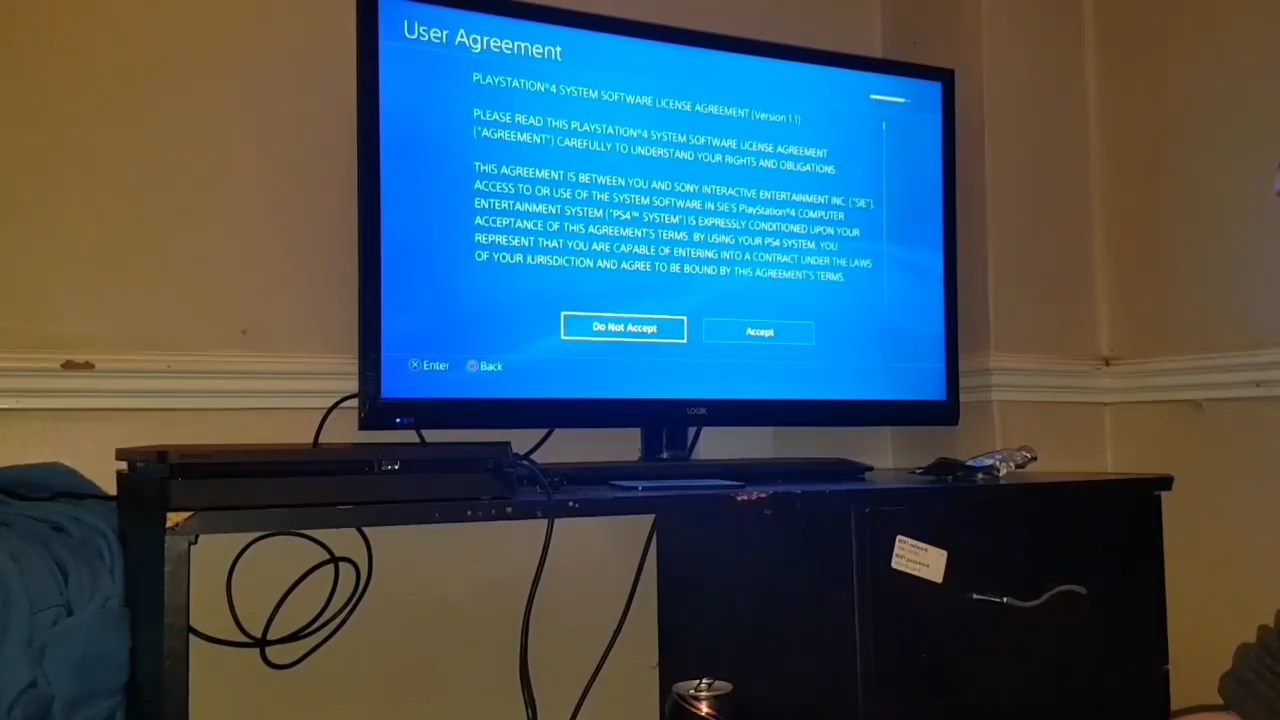 User Agreement
PLAYSTATION®4 SYSTEM SOFTWARE LICENSE AGREEMENT (Version 1.1)
PLEASE READ THIS PLAYSTATION®4 SYSTEM SOFTWARE LICENSE AGREEMENT
("AGREEMENT") CAREFULLY TO UNDERSTAND YOUR RIGHTS AND OBLIGATIONS.
THIS AGREEMENT IS BETWEEN YOU AND SONY INTERACTIVE ENTERTAINMENT INC. ("SIE").
ACCESS TO OR USE OF THE SYSTEM SOFTWARE IN SIE'S PlayStation®4 COMPUTER
ENTERTAINMENT SYSTEM ("PS4™ SYSTEM") IS EXPRESSLY CONDITIONED UPON YOUR
ACCEPTANCE OF THIS AGREEMENT'S TERMS. BY USING YOUR PS4 SYSTEM, YOU
REPRESENT THAT YOU ARE CAPABLE OF ENTERING INTO A CONTRACT UNDER THE LAWS
OF YOUR JURISDICTION AND AGREE TO BE BOUND BY THIS AGREEMENT'S TERMS.
Do Not Accept
Accept
Enter
Back
LOGIK
WiFi network
WiFi password